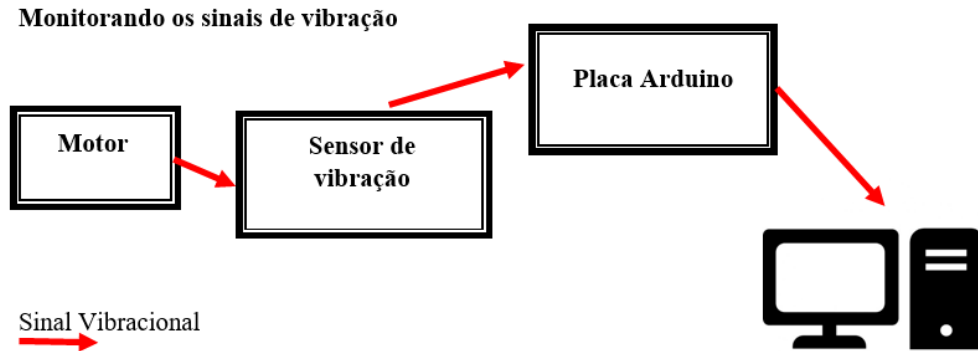 Monitorando os sinais de vibração
Placa Arduino
Motor
Sensor de
vibração
Sinal Vibracional